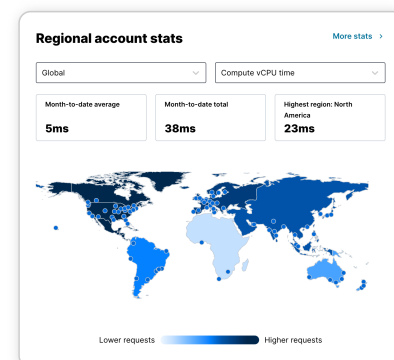 Regional account stats
More stats
Global
Compute vCPU time
Month-to-date average
5ms
Month-to-date total
38ms
Highest region: North
America
23ms
Lower requests
Higher requests